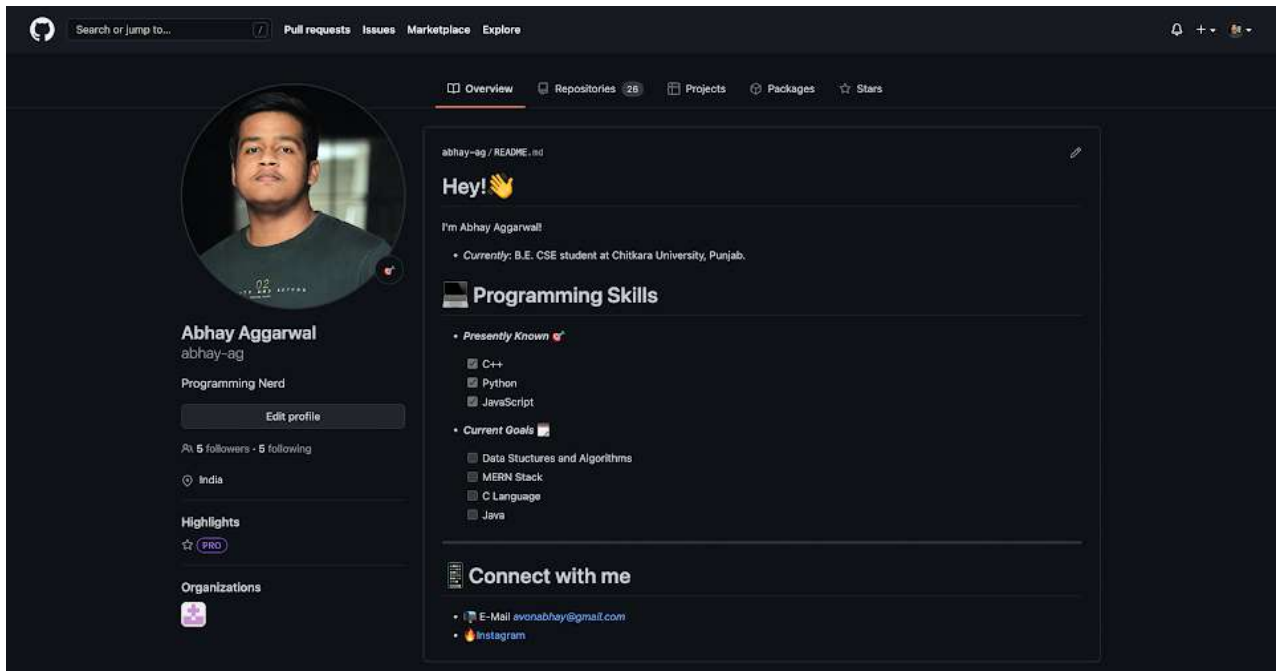 Search or jump to... /
Pull requests Issues Marketplace Explore
Overview Repositories 26 Projects Packages Stars
abhay-ag / README.md
Hey!👋
I'm Abhay Aggarwal!
• Currently: B.E. CSE student at Chitkara University, Punjab.
Programming Skills
• Presently Known
C++
Python
JavaScript
• Current Goals
Data Stuctures and Algorithms
MERN Stack
C Language
Java
Connect with me
• E-Mail avonabhay@gmail.com
• Instagram
02
Abhay Aggarwal
abhay-ag
Programming Nerd
Edit profile
5 followers · 5 following
India
Highlights
PRO
Organizations